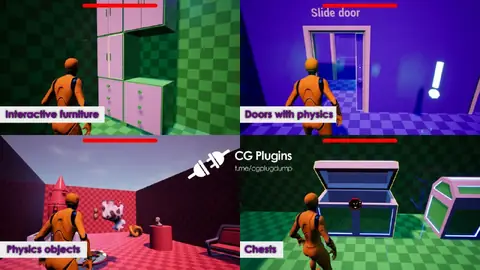 Slide door
Interactive furniture
Doors with physics
CG Plugins
t.me/cgplugdump
Physics objects
Chests